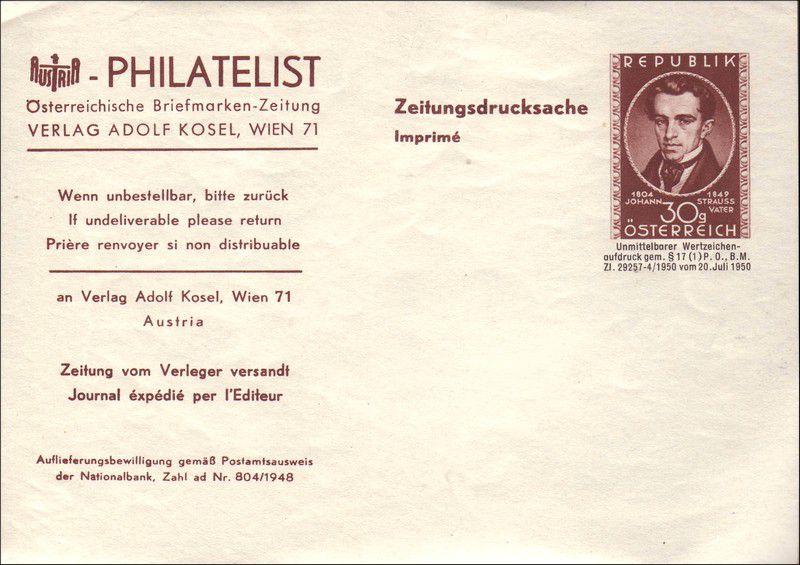 AUSTRIA - PHILATELIST
Österreichische Briefmarken-Zeitung
VERLAG ADOLF KOSEL, WIEN 71
Wenn unbestellbar, bitte zurück
If undeliverable please return
Prière renvoyer si non distribuable
an Verlag Adolf Kosel, Wien 71
Austria
Zeitung vom Verleger versandt
Journal éxpédié per l'Editeur
Auflieferungsbewilligung gemäß Postamtsausweis
der Nationalbank, Zahl ad Nr. 804/1948
Zeitungsdrucksache
Imprimé
REPUBLIK
1804 1849
JOHANN STRAUSS
VATER
30g
ÖSTERREICH
Unmittelbarer Wertzeichen-
aufdruck gem. § 17 (1) P. O., B. M.
Zl. 29257-4/1950 vom 20. Juli 1950